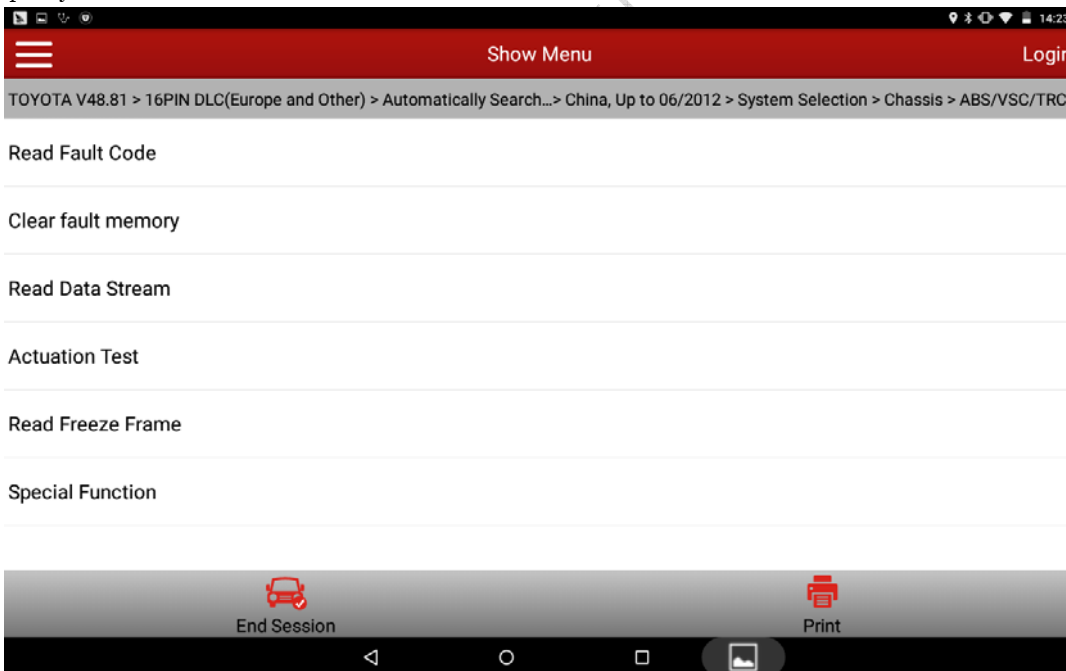 14:23
Show Menu
Login
TOYOTA V48.81 > 16PIN DLC(Europe and Other) > Automatically Search...> China, Up to 06/2012 > System Selection > Chassis > ABS/VSC/TRC
Read Fault Code
Clear fault memory
Read Data Stream
Actuation Test
Read Freeze Frame
Special Function
End Session
Print